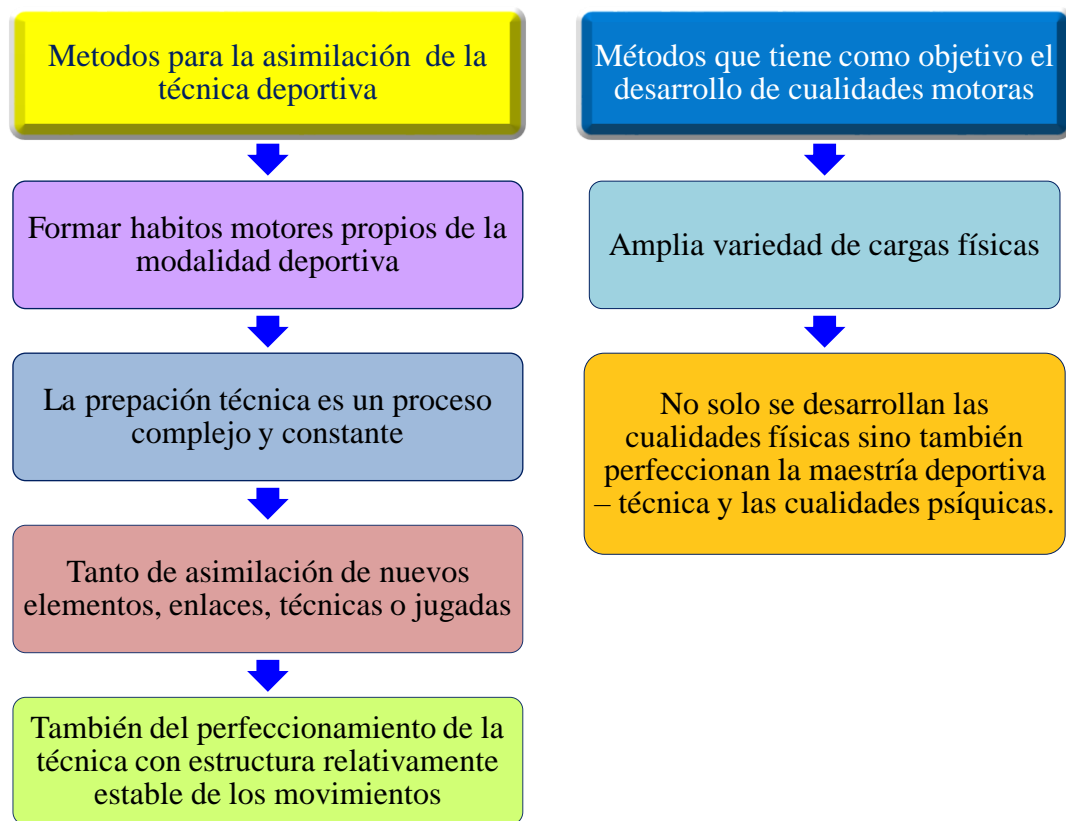 Metodos para la asimilación de la
técnica deportiva
Formar habitos motores propios de la
modalidad deportiva
La prepación técnica es un proceso
complejo y constante
Tanto de asimilación de nuevos
elementos, enlaces, técnicas o jugadas
También del perfeccionamiento de la
técnica con estructura relativamente
estable de los movimientos
Métodos que tiene como objetivo el
desarrollo de cualidades motoras
Amplia variedad de cargas físicas
No solo se desarrollan las
cualidades físicas sino también
perfeccionan la maestría deportiva
– técnica y las cualidades psíquicas.